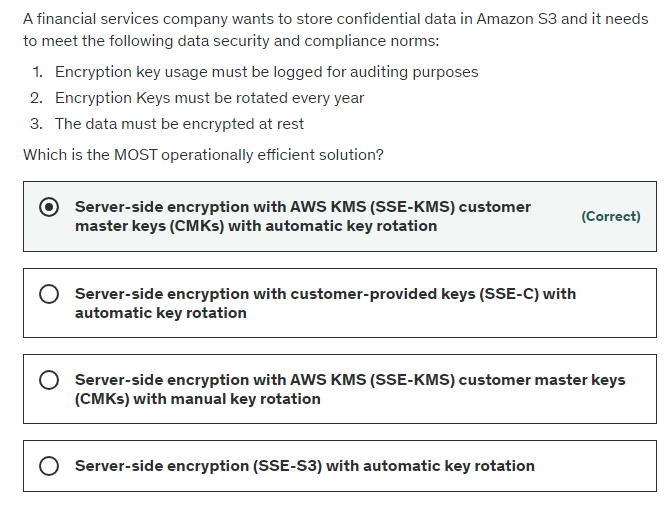 A financial services company wants to store confidential data in Amazon S3 and it needs
to meet the following data security and compliance norms:
1. Encryption key usage must be logged for auditing purposes
2. Encryption Keys must be rotated every year
3. The data must be encrypted at rest
Which is the MOST operationally efficient solution?
Server-side encryption with AWS KMS (SSE-KMS) customer
master keys (CMKs) with automatic key rotation
(Correct)
Server-side encryption with customer-provided keys (SSE-C) with
automatic key rotation
Server-side encryption with AWS KMS (SSE-KMS) customer master keys
(CMKs) with manual key rotation
Server-side encryption (SSE-S3) with automatic key rotation